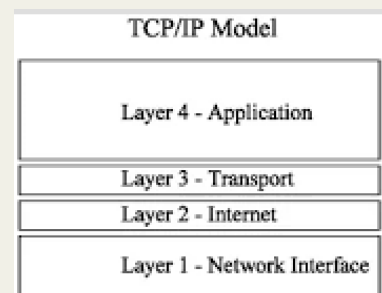 TCP/IP Model
Layer 4 - Application
Layer 3 - Transport
Layer 2 - Internet
Layer 1 - Network Interface